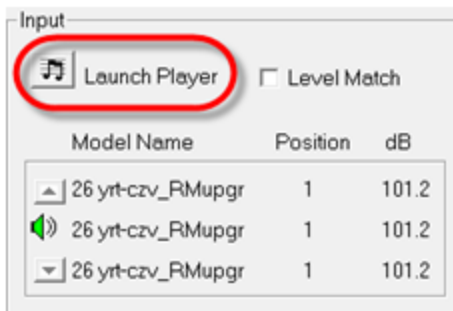 Input
Launch Player Level Match
Model Name Position dB
26 yrt-czv_RMupgr 1 101.2
26 yrt-czv_RMupgr 1 101.2
26 yrt-czv_RMupgr 1 101.2